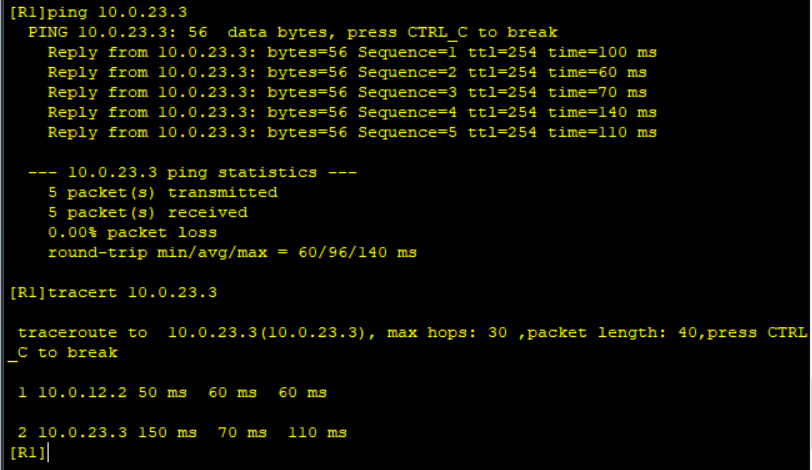 [R1]ping 10.0.23.3
PING 10.0.23.3: 56  data bytes, press CTRL_C to break
Reply from 10.0.23.3: bytes=56 Sequence=1 ttl=254 time=100 ms
Reply from 10.0.23.3: bytes=56 Sequence=2 ttl=254 time=60 ms
Reply from 10.0.23.3: bytes=56 Sequence=3 ttl=254 time=70 ms
Reply from 10.0.23.3: bytes=56 Sequence=4 ttl=254 time=140 ms
Reply from 10.0.23.3: bytes=56 Sequence=5 ttl=254 time=110 ms
--- 10.0.23.3 ping statistics ---
5 packet(s) transmitted
5 packet(s) received
0.00% packet loss
round-trip min/avg/max = 60/96/140 ms
[R1]tracert 10.0.23.3
traceroute to  10.0.23.3(10.0.23.3), max hops: 30 ,packet length: 40,press CTRL
_C to break
1 10.0.12.2 50 ms  60 ms  60 ms
2 10.0.23.3 150 ms  70 ms  110 ms
[R1]